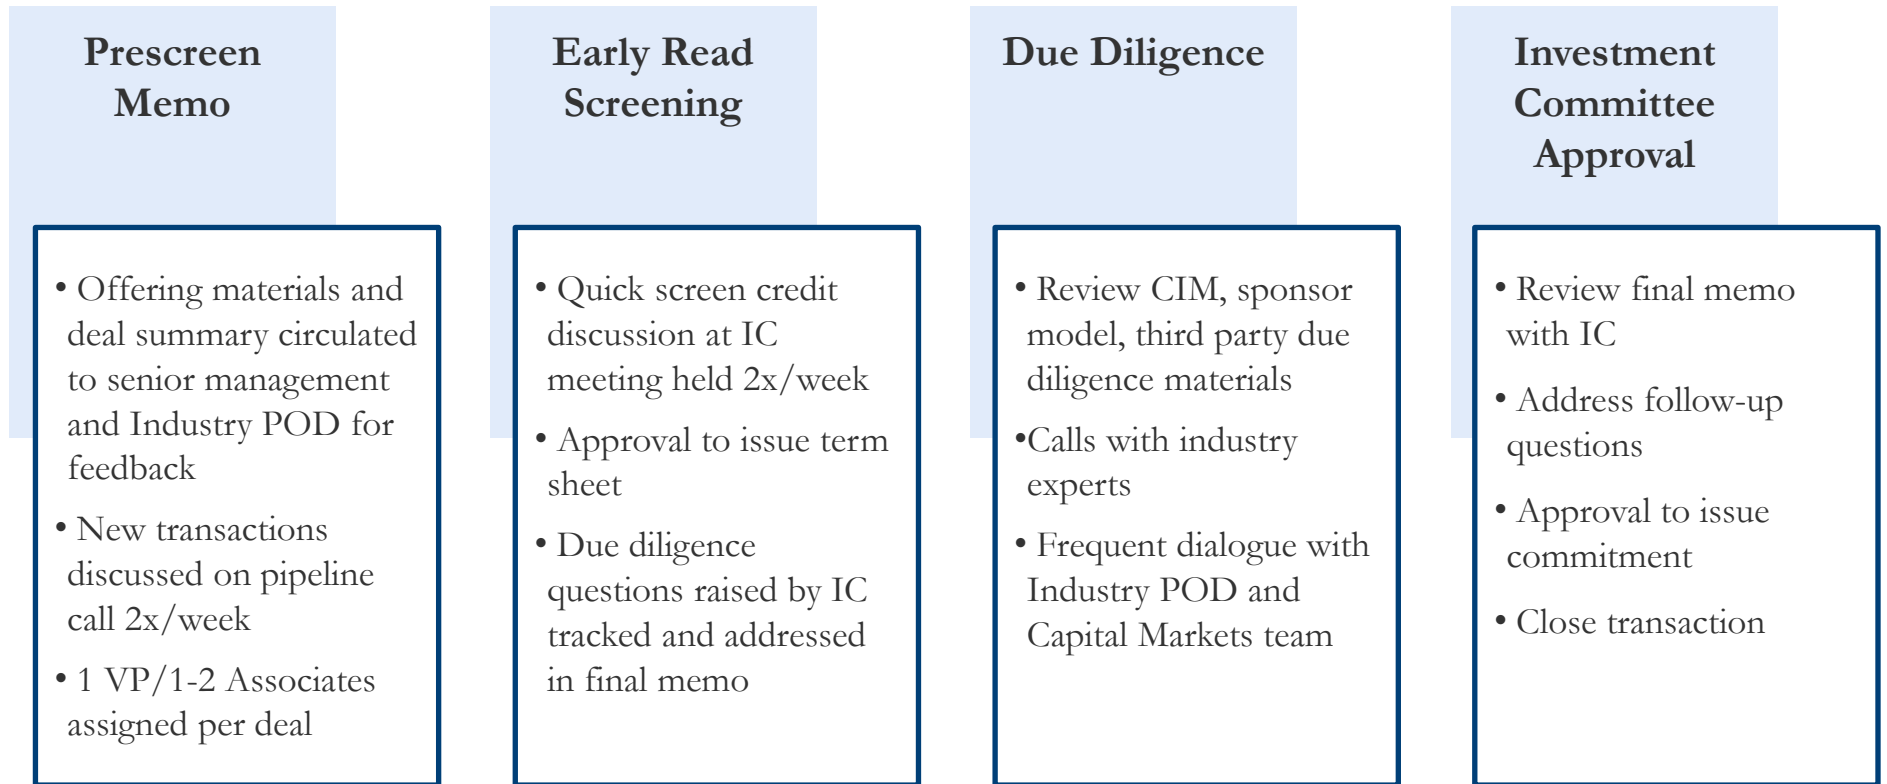 Prescreen
Memo
• Offering materials and
deal summary circulated
to senior management
and Industry POD for
feedback
• New transactions
discussed on pipeline
call 2x/week
• 1 VP/1-2 Associates
assigned per deal
Early Read
Screening
• Quick screen credit
discussion at IC
meeting held 2x/week
• Approval to issue term
sheet
• Due diligence
questions raised by IC
tracked and addressed
in final memo
Due Diligence
• Review CIM, sponsor
model, third party due
diligence materials
•Calls with industry
experts
• Frequent dialogue with
Industry POD and
Capital Markets team
Investment
Committee
Approval
• Review final memo
with IC
• Address follow-up
questions
• Approval to issue
commitment
• Close transaction